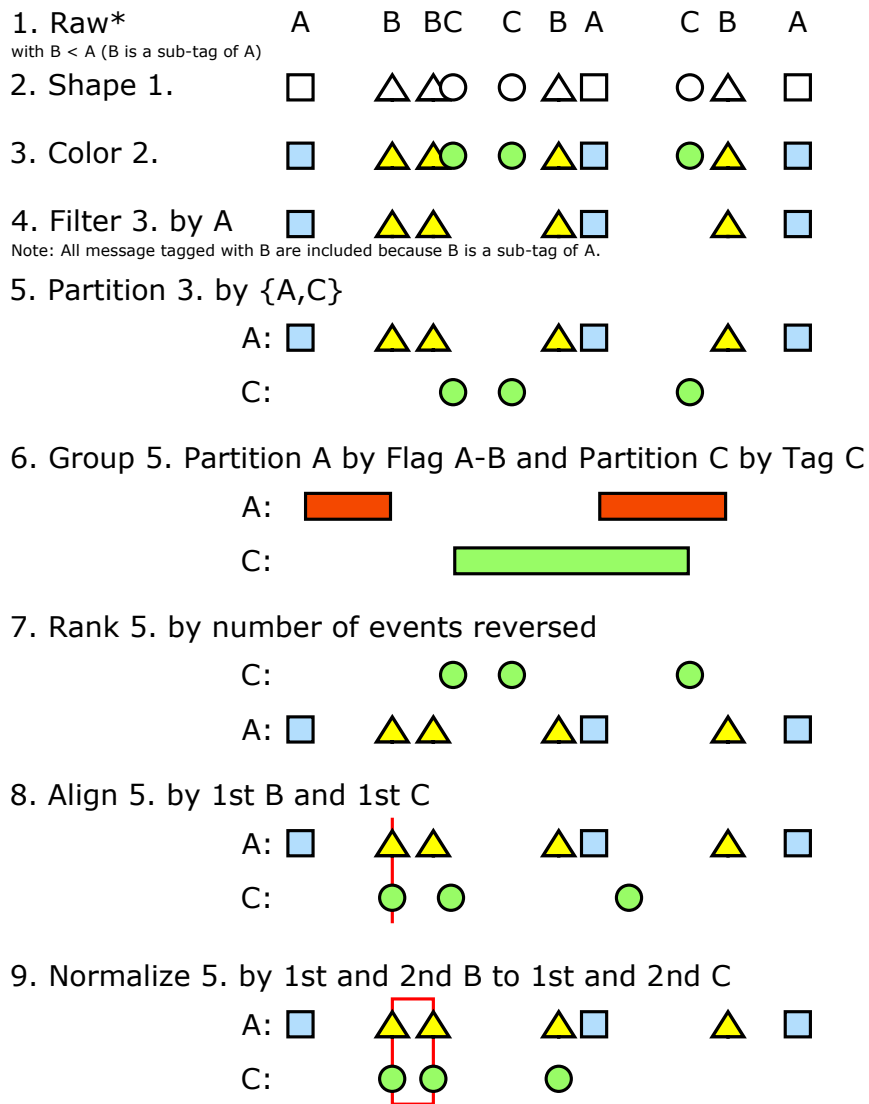 1. Raw* A B BC C B A C B A
with B < A (B is a sub-tag of A)
2. Shape 1.
3. Color 2.
4. Filter 3. by A
Note: All message tagged with B are included because B is a sub-tag of A.
5. Partition 3. by {A,C}
A:
C:
6. Group 5. Partition A by Flag A-B and Partition C by Tag C
A:
C:
7. Rank 5. by number of events reversed
C:
A:
8. Align 5. by 1st B and 1st C
A:
C:
9. Normalize 5. by 1st and 2nd B to 1st and 2nd C
A:
C: